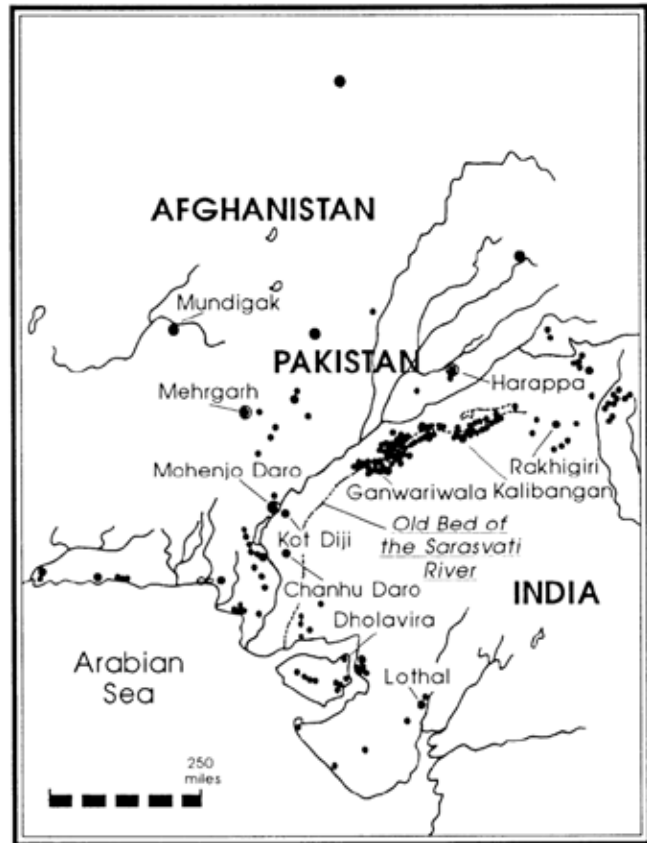 AFGHANISTAN
Mundigak
PAKISTAN
Harappa
Mehrgarh
Rakhigiri
Mohenjo Daro
Ganwariwala
Kalibangan
Kot Diji
Old Bed of
the Sarasvati
River
Chanhu Daro
INDIA
Dholavira
Arabian
Sea
Lothal
250
miles